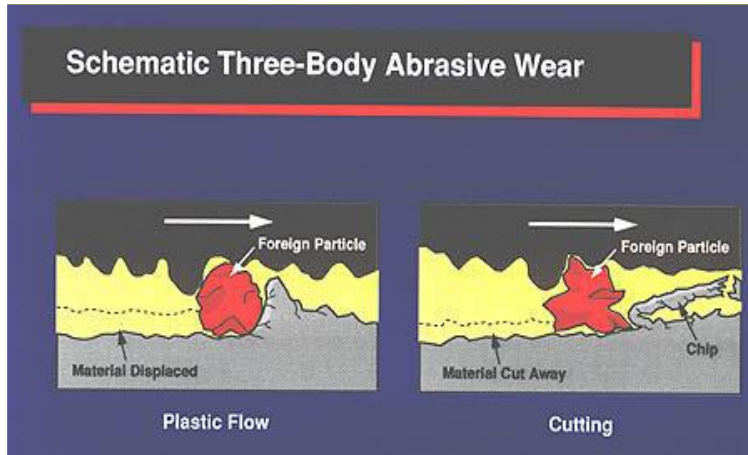 Schematic Three-Body Abrasive Wear
Foreign Particle
Material Displaced
Plastic Flow
Foreign Particle
Chip
Material Cut Away
Cutting